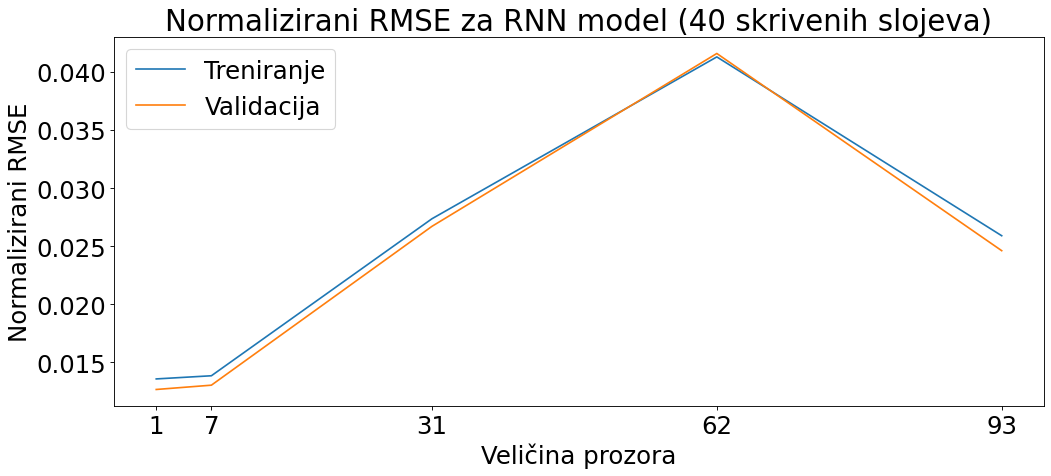 Normalizirani RMSE za RNN model (40 skrivenih slojeva)
Treniranje
Validacija
Normalizirani RMSE
0.040
0.035
0.030
0.025
0.020
0.015
1 7 31 62 93
Veličina prozora